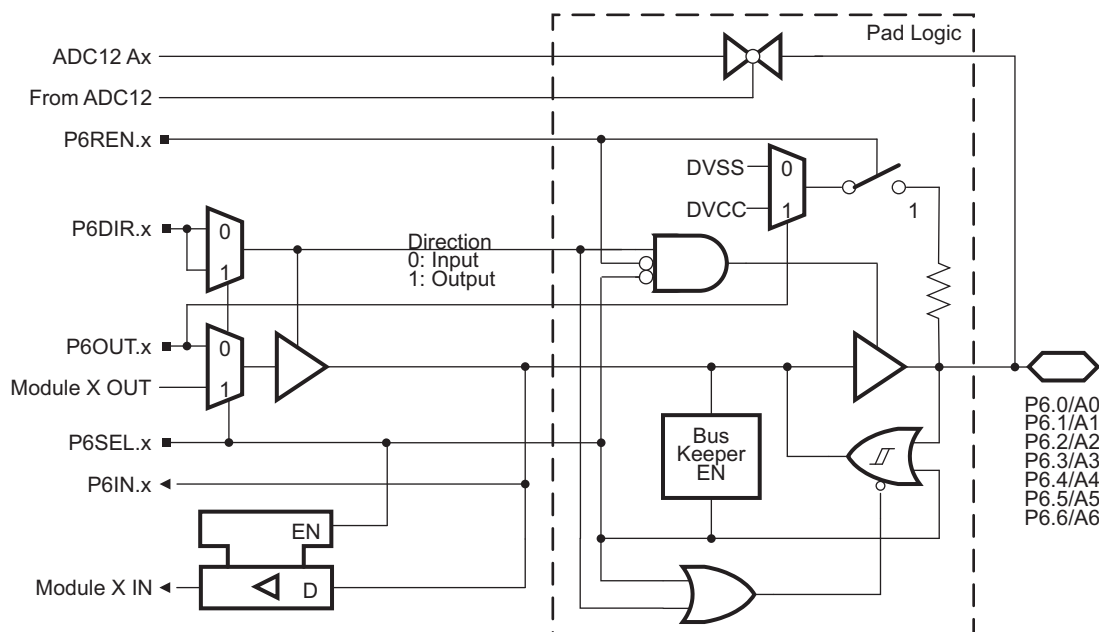 Pad Logic
ADC12 Ax
From ADC12
P6REN.x
DVSS
0
DVCC
1
1
P6DIR.x
0
1
Direction
0: Input
1: Output
P6OUT.x
0
Module X OUT
1
P6SEL.x
Bus
Keeper
EN
P6.0/A0
P6.1/A1
P6.2/A2
P6.3/A3
P6.4/A4
P6.5/A5
P6.6/A6
P6IN.x
EN
Module X IN
D